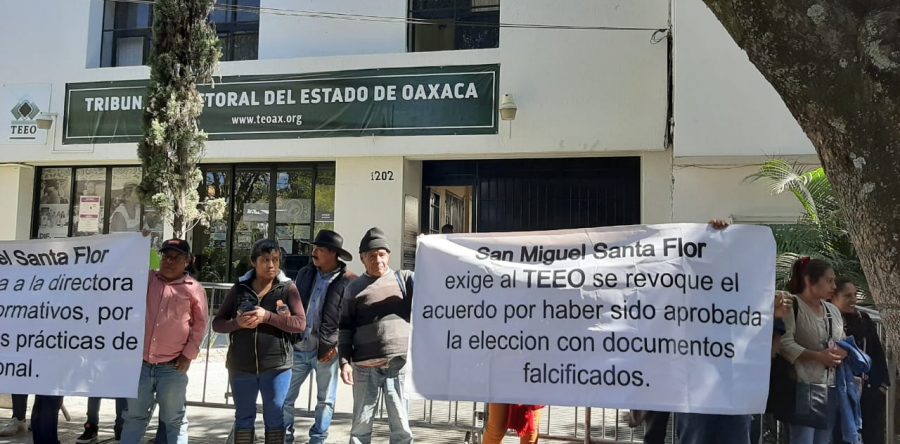 TEEO
TRIBUNA TORAL DEL ESTADO DE OAXACA
www.teoax.org
1202
el Santa Flor
a a la directora
ormativos, por
s prácticas de
onal.
San Miguel Santa Flor
exige al TEEO se revoque el
acuerdo por haber sido aprobada
la eleccion con documentos
falcificados.